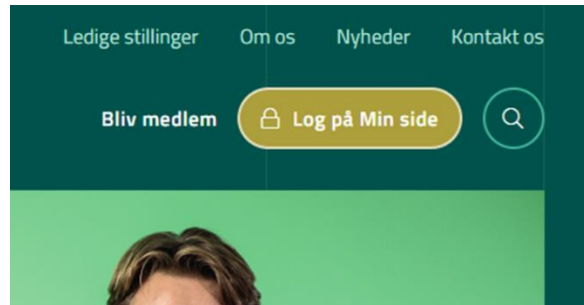 Ledige stillinger Om os Nyheder Kontakt os
Bliv medlem Log på Min side